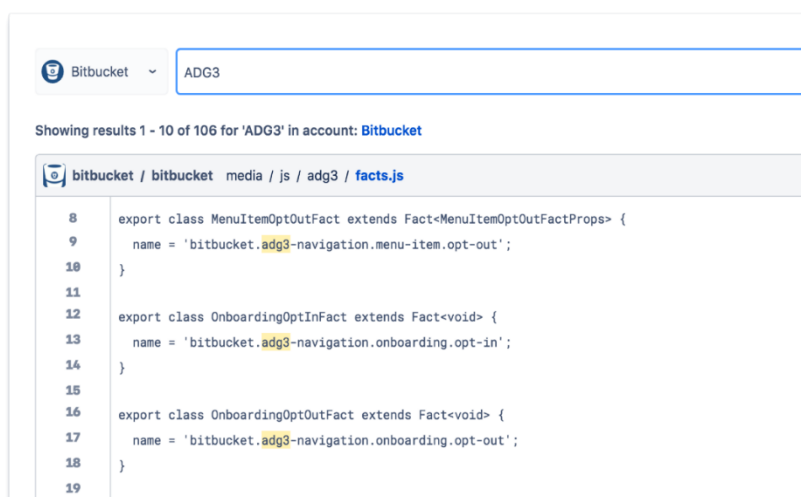 Bitbucket
ADG3
Showing results 1 - 10 of 106 for 'ADG3' in account: Bitbucket
bitbucket / bitbucket media / js / adg3 / facts.js
8 export class MenuItemOptOutFact extends Fact<MenuItemOptOutFactProps> {
9 name = 'bitbucket.adg3-navigation.menu-item.opt-out';
10 }
11
12 export class OnboardingOptInFact extends Fact<void> {
13 name = 'bitbucket.adg3-navigation.onboarding.opt-in';
14 }
15
16 export class OnboardingOptOutFact extends Fact<void> {
17 name = 'bitbucket.adg3-navigation.onboarding.opt-out';
18 }
19